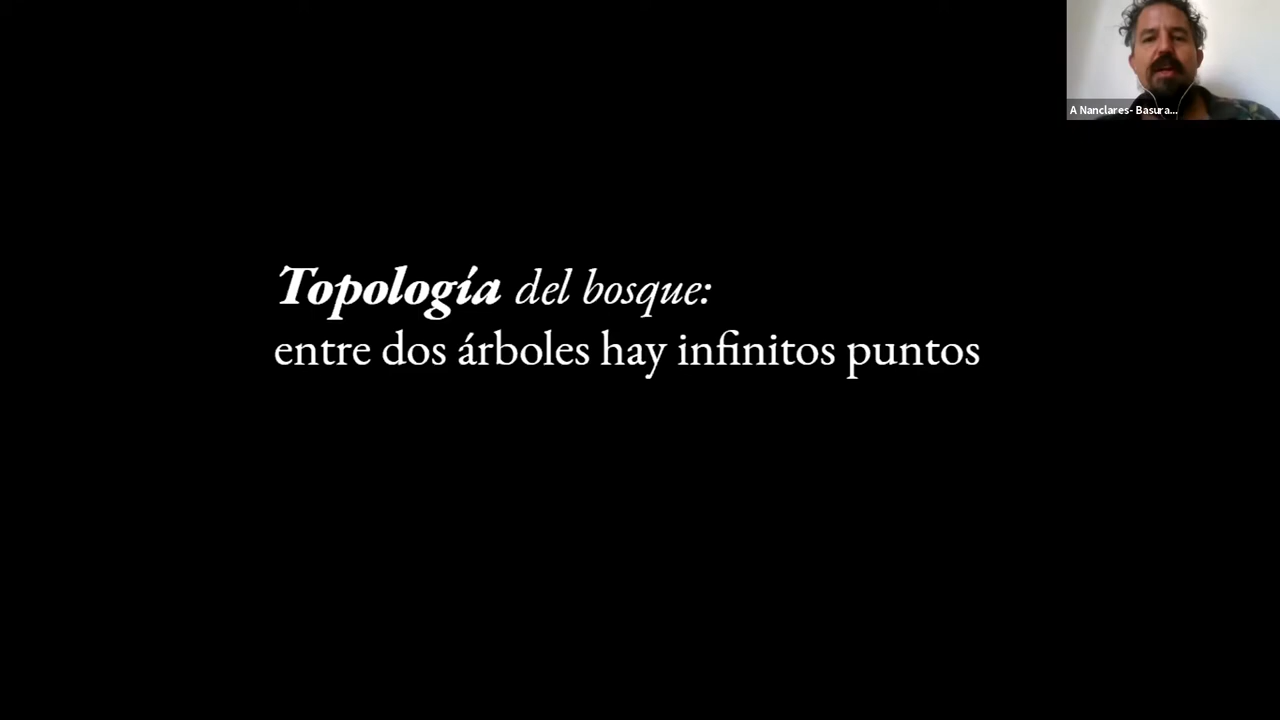 A Nanclares- Basura...
Topología del bosque:
entre dos árboles hay infinitos puntos